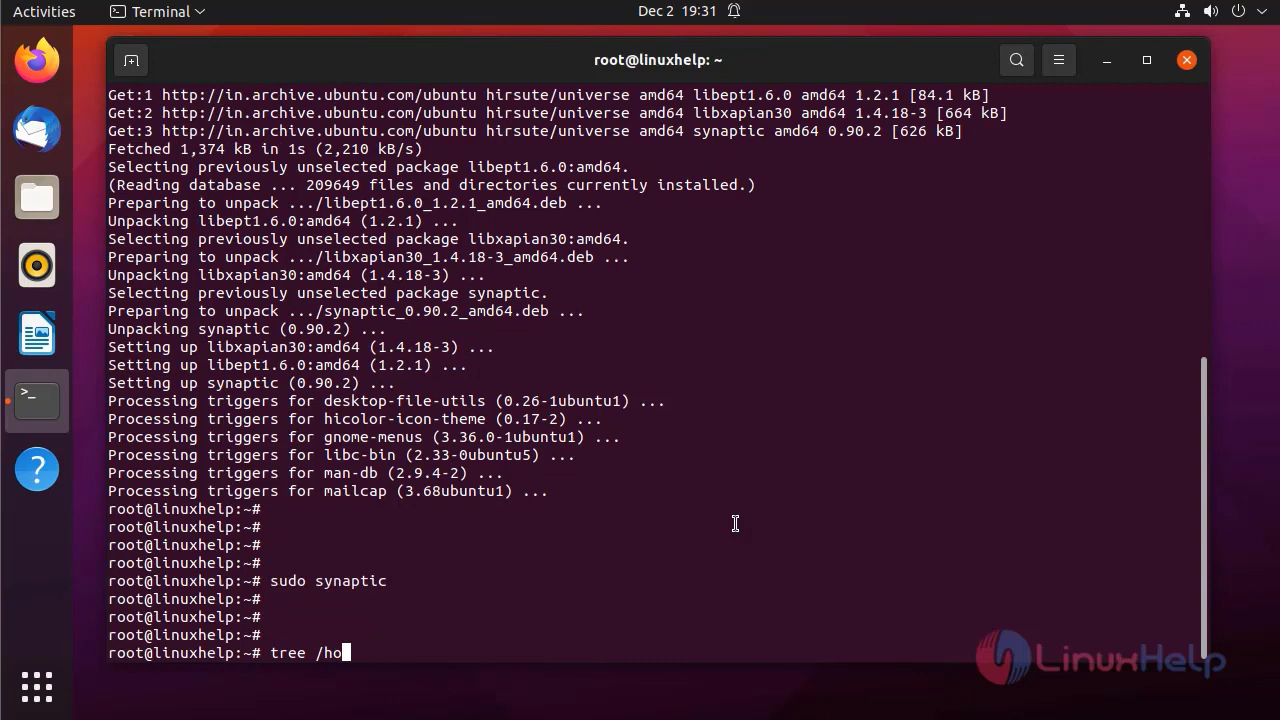 Activities Terminal Dec 2 19:31
root@linuxhelp: ~
Get:1 http://in.archive.ubuntu.com/ubuntu hirsute/universe amd64 libept1.6.0 amd64 1.2.1 [84.1 kB]
Get:2 http://in.archive.ubuntu.com/ubuntu hirsute/universe amd64 libxapian30 amd64 1.4.18-3 [664 kB]
Get:3 http://in.archive.ubuntu.com/ubuntu hirsute/universe amd64 synaptic amd64 0.90.2 [626 kB]
Fetched 1,374 kB in 1s (2,210 kB/s)
Selecting previously unselected package libept1.6.0:amd64.
(Reading database ... 209649 files and directories currently installed.)
Preparing to unpack .../libept1.6.0_1.2.1_amd64.deb ...
Unpacking libept1.6.0:amd64 (1.2.1) ...
Selecting previously unselected package libxapian30:amd64.
Preparing to unpack .../libxapian30_1.4.18-3_amd64.deb ...
Unpacking libxapian30:amd64 (1.4.18-3) ...
Selecting previously unselected package synaptic.
Preparing to unpack .../synaptic_0.90.2_amd64.deb ...
Unpacking synaptic (0.90.2) ...
Setting up libxapian30:amd64 (1.4.18-3) ...
Setting up libept1.6.0:amd64 (1.2.1) ...
Setting up synaptic (0.90.2) ...
Processing triggers for desktop-file-utils (0.26-1ubuntu1) ...
Processing triggers for hicolor-icon-theme (0.17-2) ...
Processing triggers for gnome-menus (3.36.0-1ubuntu1) ...
Processing triggers for libc-bin (2.33-0ubuntu5) ...
Processing triggers for man-db (2.9.4-2) ...
Processing triggers for mailcap (3.68ubuntu1) ...
root@linuxhelp:~#
root@linuxhelp:~#
root@linuxhelp:~#
root@linuxhelp:~#
root@linuxhelp:~# sudo synaptic
root@linuxhelp:~#
root@linuxhelp:~#
root@linuxhelp:~#
root@linuxhelp:~# tree /ho
LinuxHelp